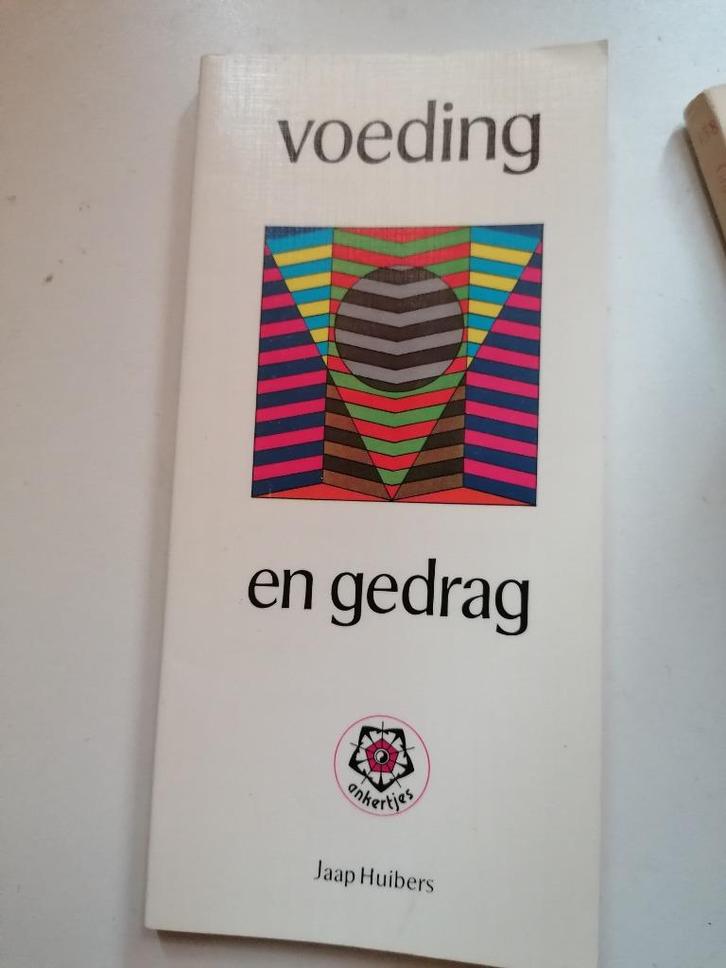 voeding
en gedrag
ankertjes
Jaap Huibers